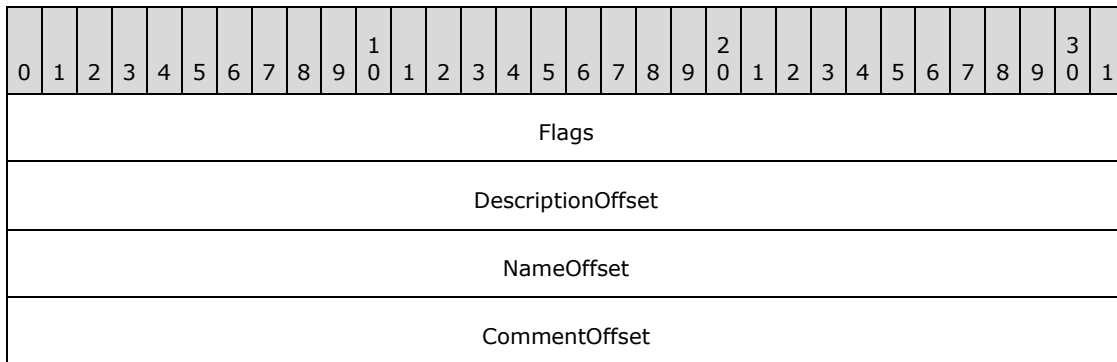 1 2 3
0 1 2 3 4 5 6 7 8 9 0 1 2 3 4 5 6 7 8 9 0 1 2 3 4 5 6 7 8 9 0 1
Flags
DescriptionOffset
NameOffset
CommentOffset